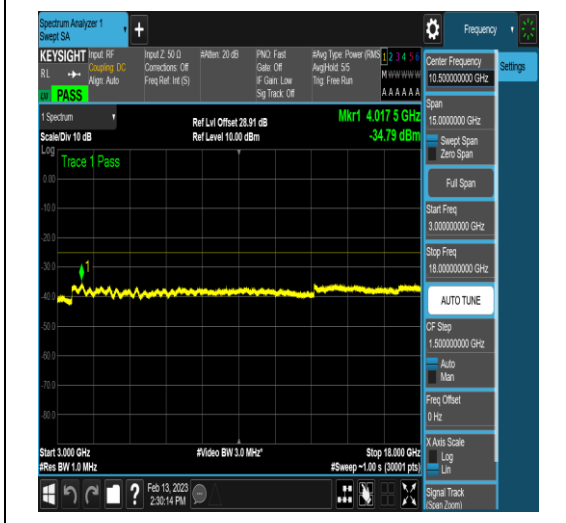 Spectrum Analyzer 1
Swept SA
Frequency
KEYSIGHT
Input: RF
Coupling: DC
Align: Auto
Input Z: 50 Ω
Corrections: Off
Freq Ref: Int (S)
#Atten: 20 dB
PNO: Fast
Gate: Off
IF Gain: Low
Sig Track: Off
#Avg Type: Power (RMS
Avg|Hold: 5/5
Trig: Free Run
1 2 3 4 5 6
M W W W W W
A A A A A A
RL
PASS
1 Spectrum
Scale/Div 10 dB
Ref Lvl Offset 28.91 dB
Ref Level 10.00 dBm
Mkr1 4.017 5 GHz
-34.79 dBm
Log
Trace 1 Pass
0.00
-10.0
-20.0
-30.0
1
-40.0
-50.0
-60.0
-70.0
-80.0
Start 3.000 GHz
#Res BW 1.0 MHz
#Video BW 3.0 MHz*
Stop 18.000 GHz
#Sweep ~1.00 s (30001 pts)
?
Feb 13, 2023
2:30:14 PM
Center Frequency
10.500000000 GHz
Settings
Span
15.0000000 GHz
Swept Span
Zero Span
Full Span
Start Freq
3.000000000 GHz
Stop Freq
18.000000000 GHz
AUTO TUNE
CF Step
1.500000000 GHz
Auto
Man
Freq Offset
0 Hz
X Axis Scale
Log
Lin
Signal Track
(Span Zoom)